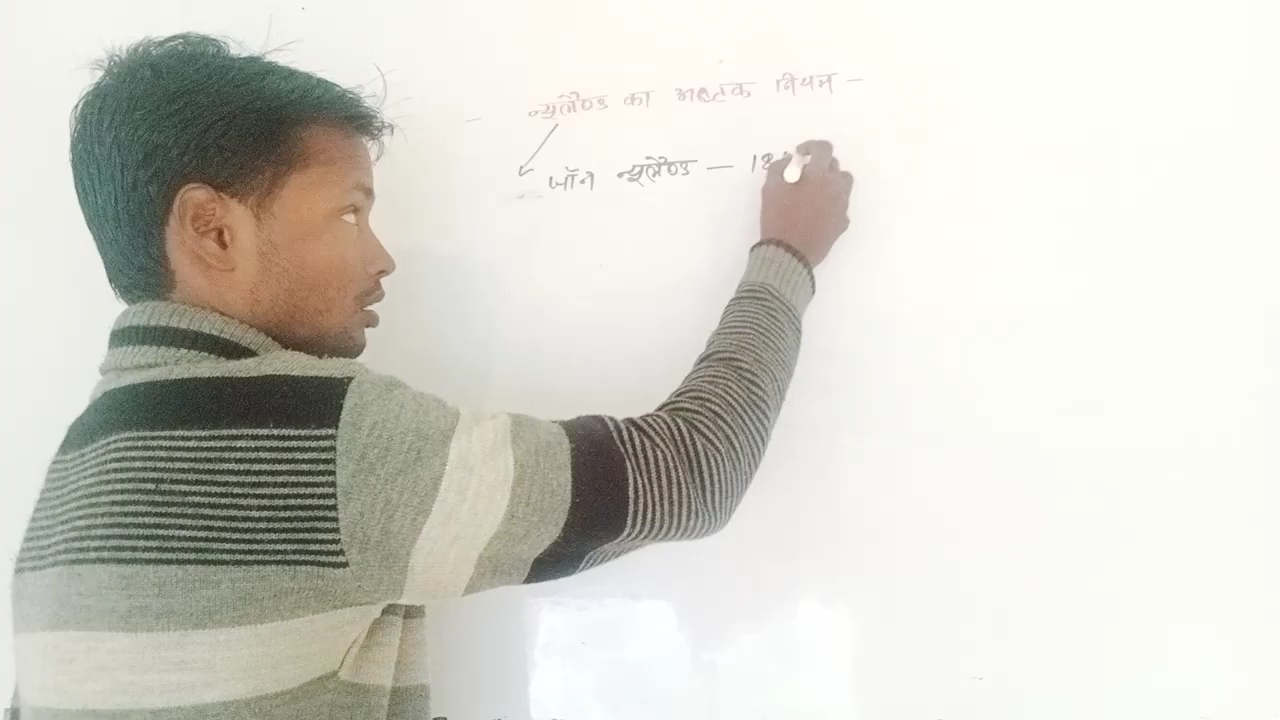 न्यूलैण्ड का अष्टक नियम –
जॉन न्यूलैण्ड — 18